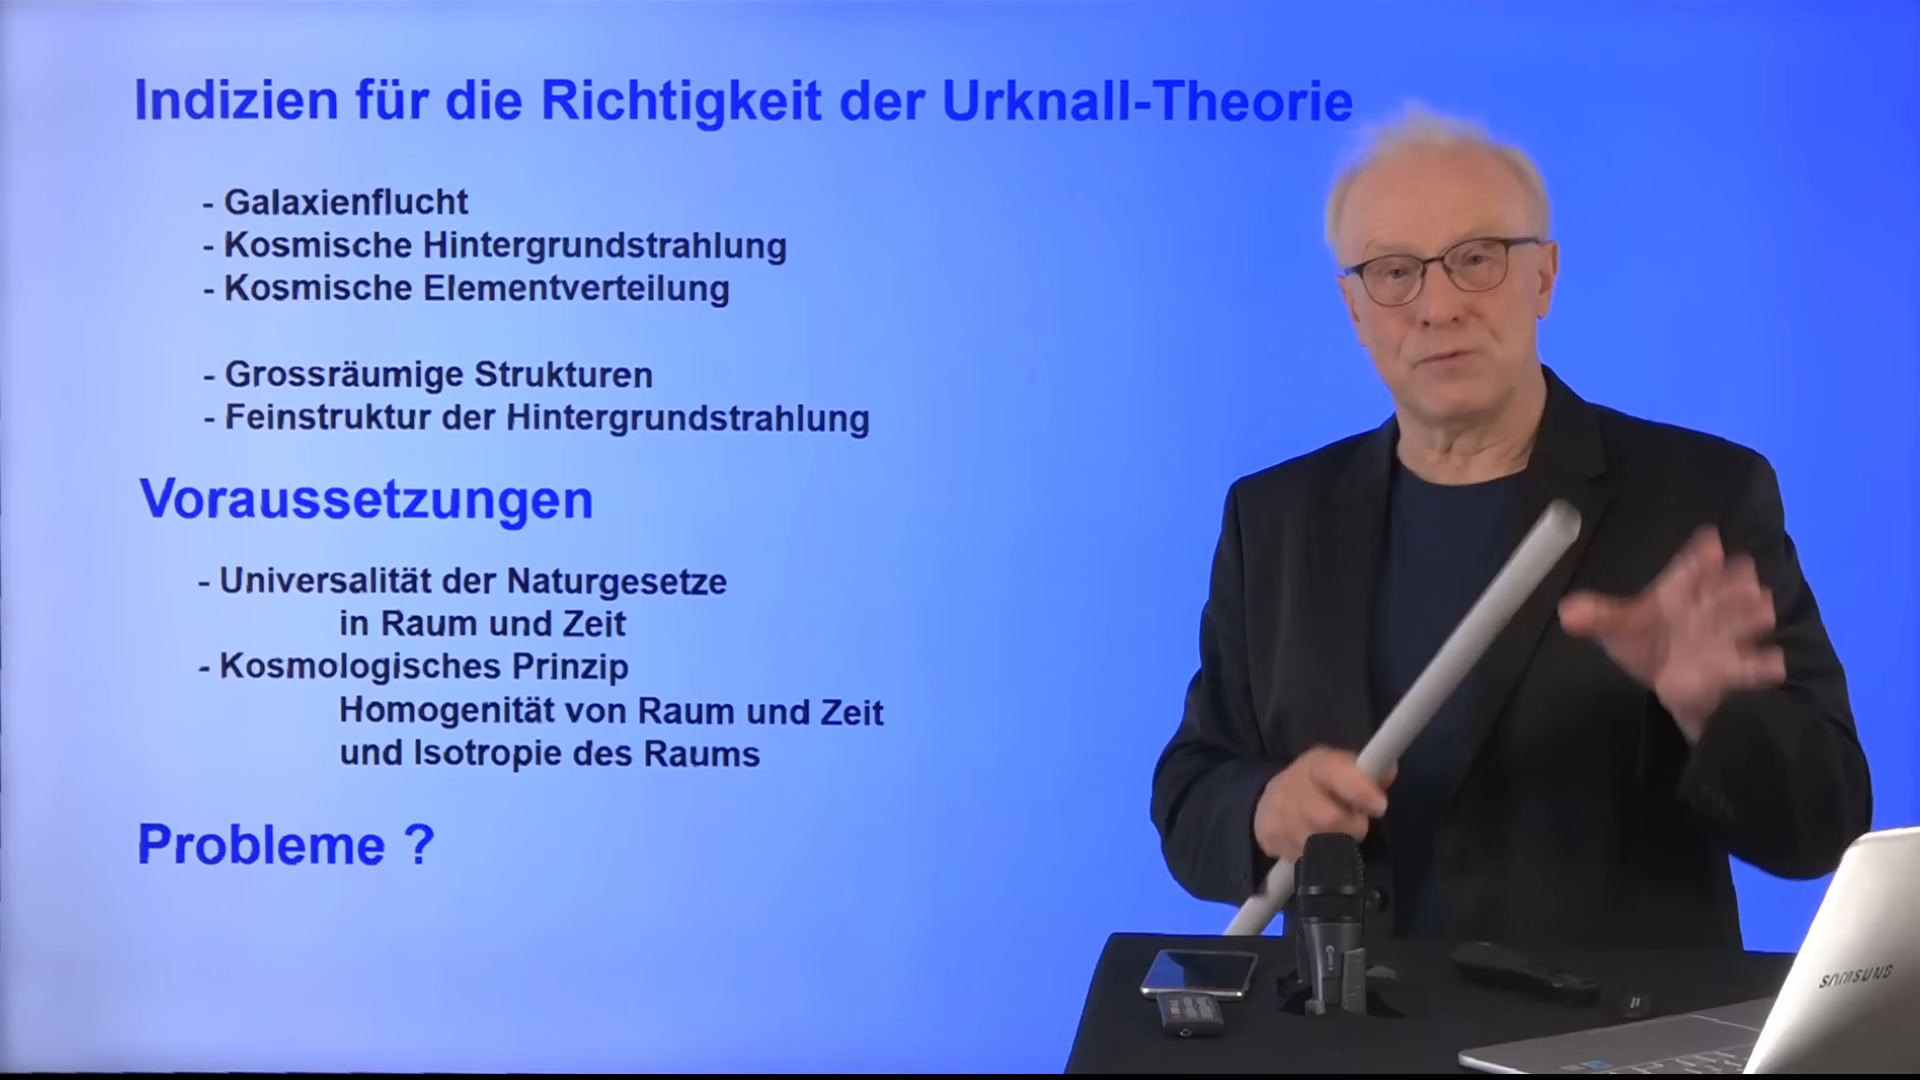 Indizien für die Richtigkeit der Urknall-Theorie
- Galaxienflucht
- Kosmische Hintergrundstrahlung
- Kosmische Elementverteilung
- Grossräumige Strukturen
- Feinstruktur der Hintergrundstrahlung
Voraussetzungen
- Universalität der Naturgesetze
in Raum und Zeit
- Kosmologisches Prinzip
Homogenität von Raum und Zeit
und Isotropie des Raums
Probleme ?
SAMSUNG